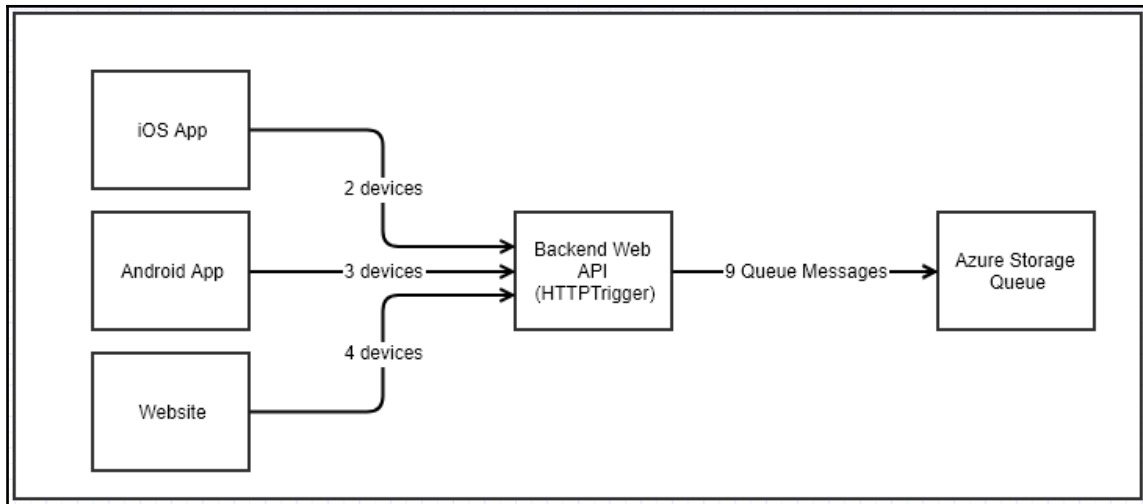 iOS App
2 devices
Android App
3 devices
Backend Web
API
(HTTPTrigger)
9 Queue Messages
Azure Storage
Queue
4 devices
Website